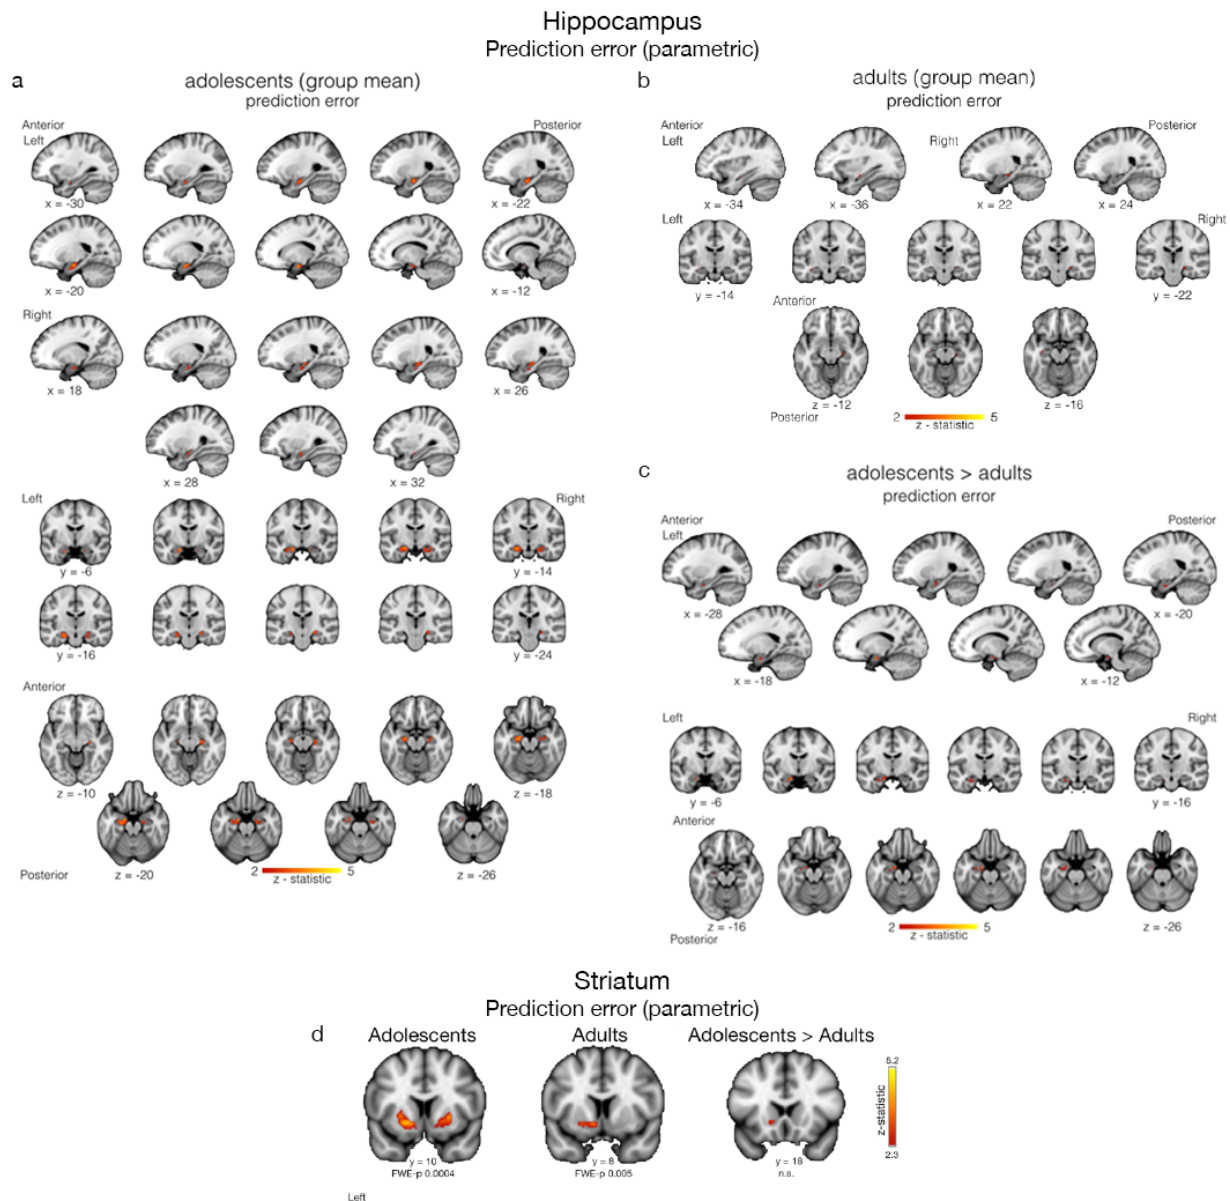 Hippocampus
Prediction error (parametric)
a
adolescents (group mean)
prediction error
Anterior
Left
Posterior
x = -30
x = -22
x = -20
x = -12
Right
x = 18
x = 26
x = 28
x = 32
Left
Right
y = -6
y = -14
y = -16
y = -24
Anterior
z = -10
z = -18
z = -20
z = -26
Posterior
2
5
z - statistic
b
adults (group mean)
prediction error
Anterior
Left
Right
Posterior
x = -34
x = -36
x = 22
x = 24
Left
Right
y = -14
y = -22
Anterior
z = -12
z = -16
Posterior
2
5
z - statistic
c
adolescents > adults
prediction error
Anterior
Left
Posterior
x = -28
x = -20
x = -18
x = -12
Left
Right
y = -6
y = -16
Anterior
z = -16
z = -26
Posterior
2
5
z - statistic
Striatum
Prediction error (parametric)
d
Adolescents
Adults
Adolescents > Adults
5.2
z-statistic
2.3
y = 10
FWE-p 0.0004
y = 8
FWE-p 0.005
y = 18
n.s.
Left